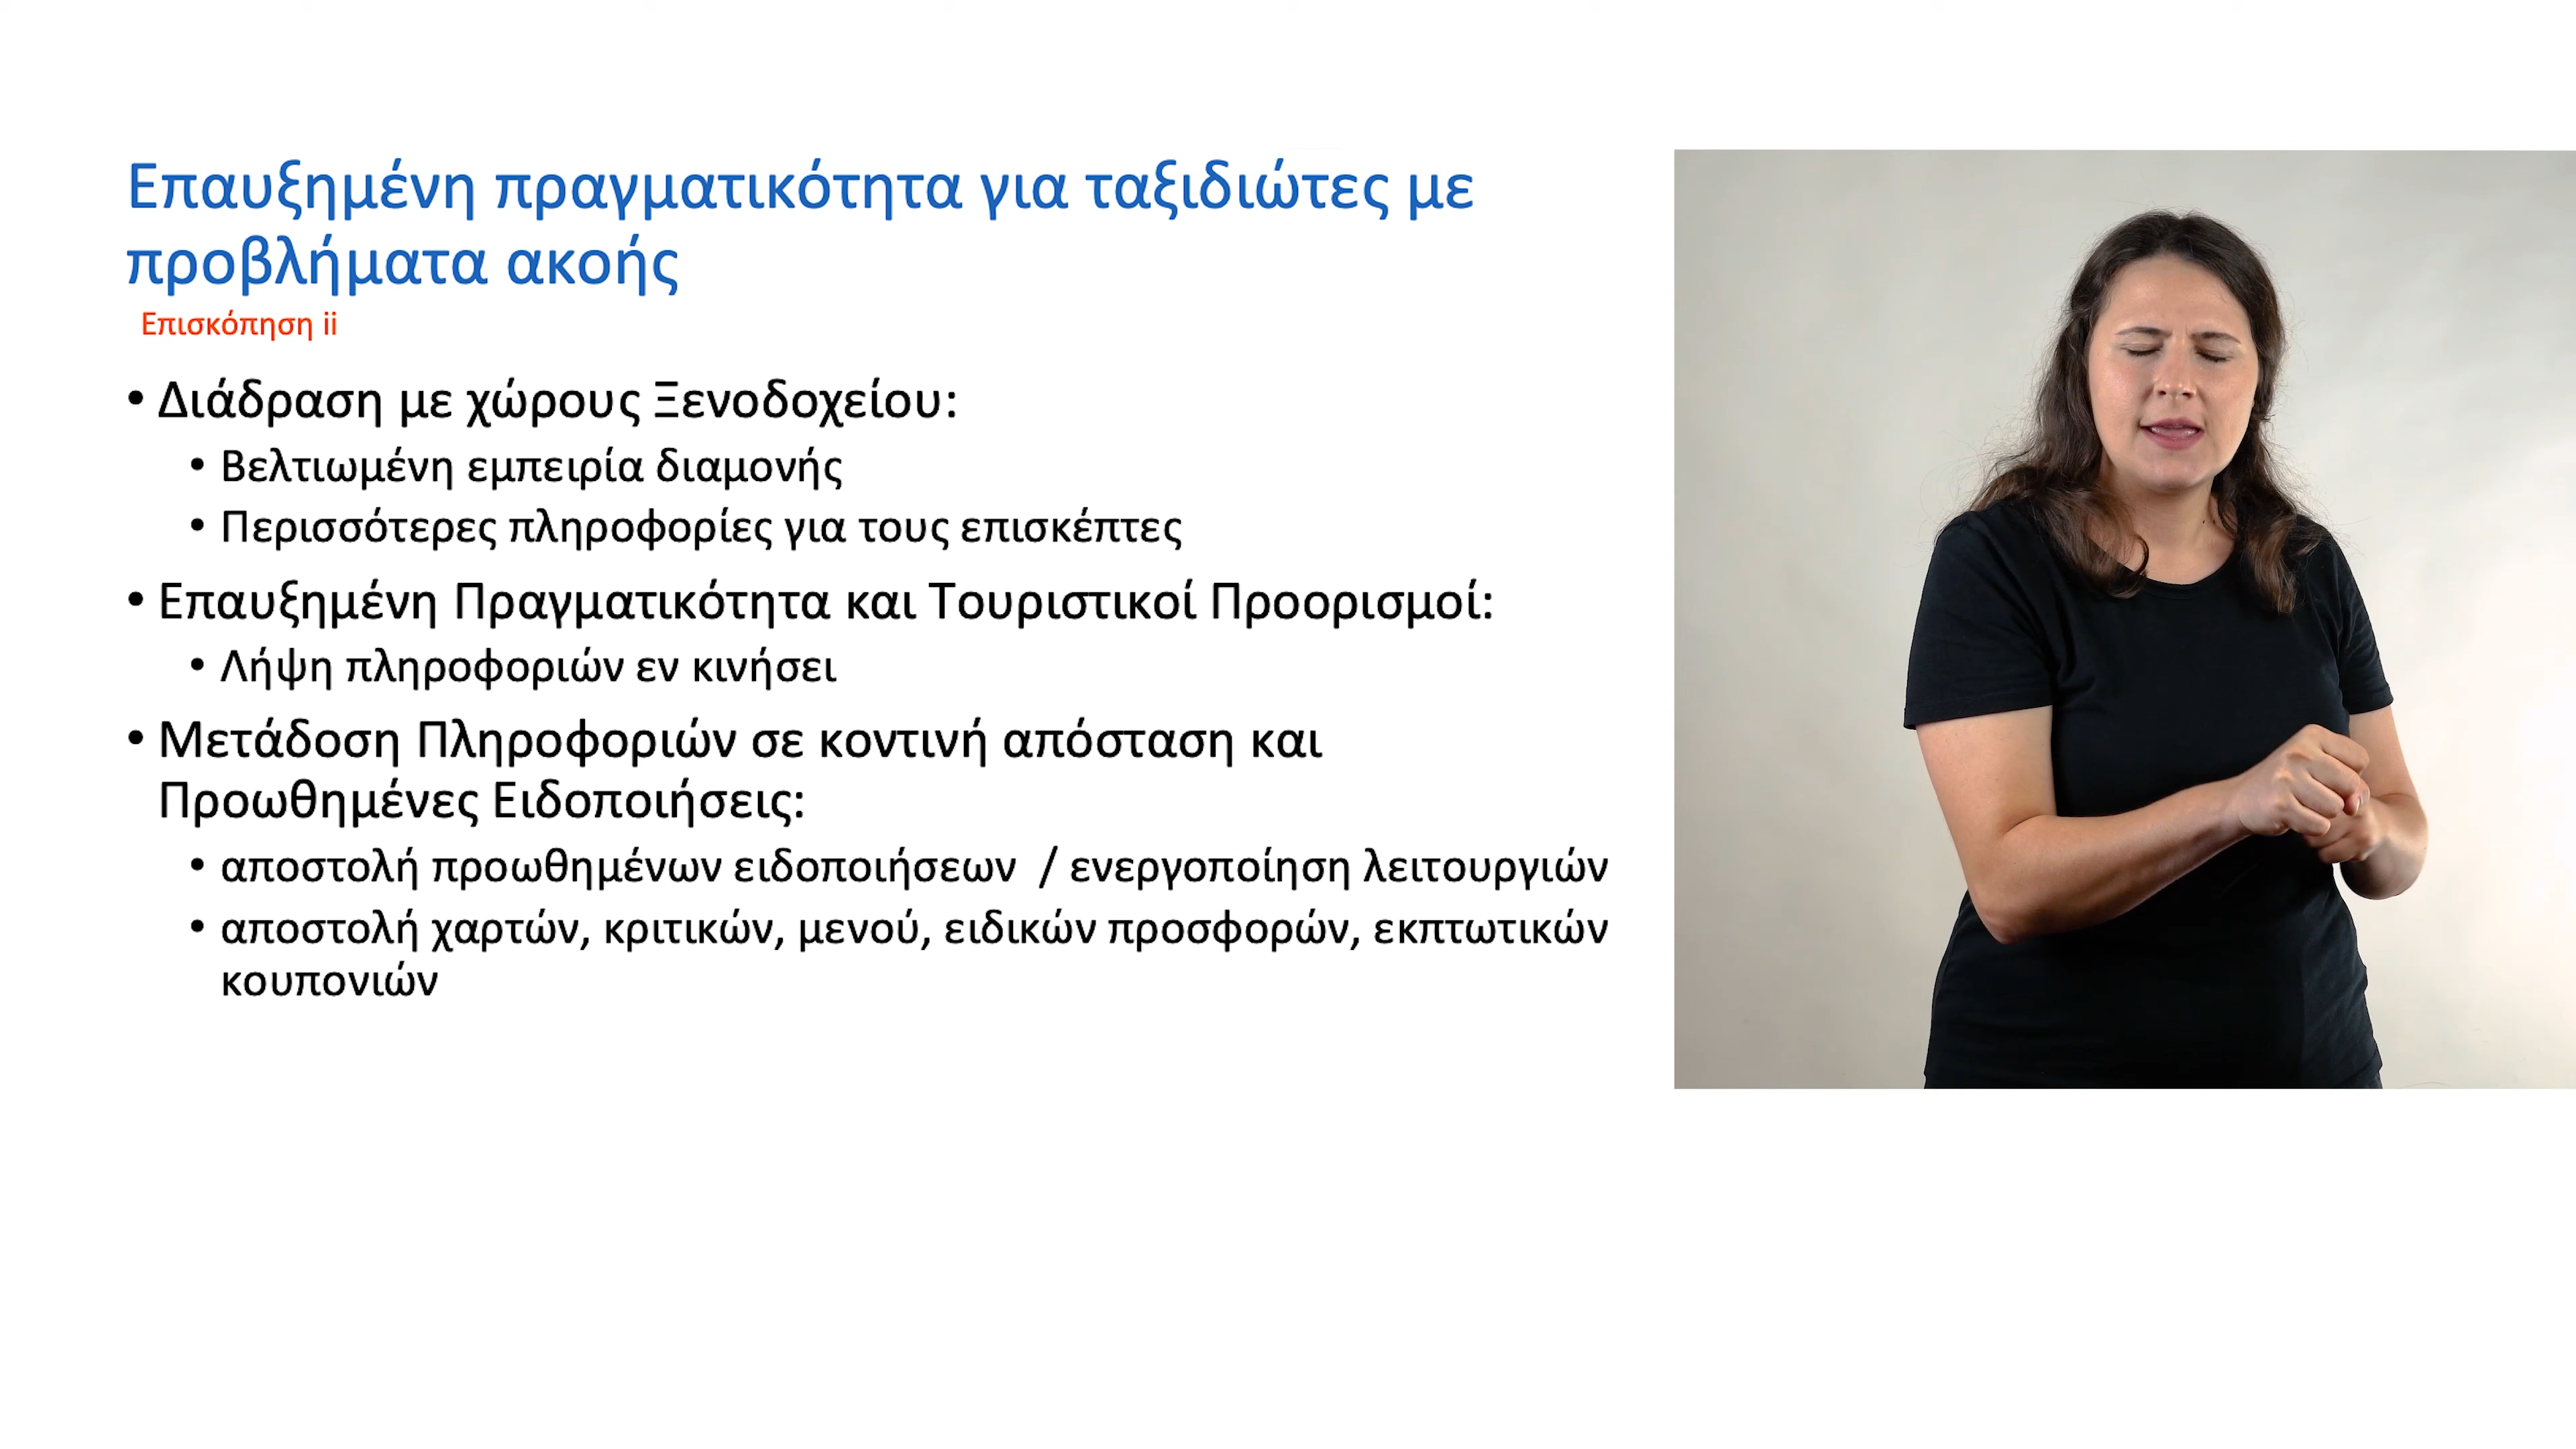 Επαυξημένη πραγματικότητα για ταξιδιώτες με
προβλήματα ακοής
Επισκόπηση ii
• Διάδραση με χώρους Ξενοδοχείου:
• Βελτιωμένη εμπειρία διαμονής
• Περισσότερες πληροφορίες για τους επισκέπτες
• Επαυξημένη Πραγματικότητα και Τουριστικοί Προορισμοί:
• Λήψη πληροφοριών εν κινήσει
• Μετάδοση Πληροφοριών σε κοντινή απόσταση και
Προωθημένες Ειδοποιήσεις:
• αποστολή προωθημένων ειδοποιήσεων / ενεργοποίηση λειτουργιών
• αποστολή χαρτών, κριτικών, μενού, ειδικών προσφορών, εκπτωτικών
κουπονιών